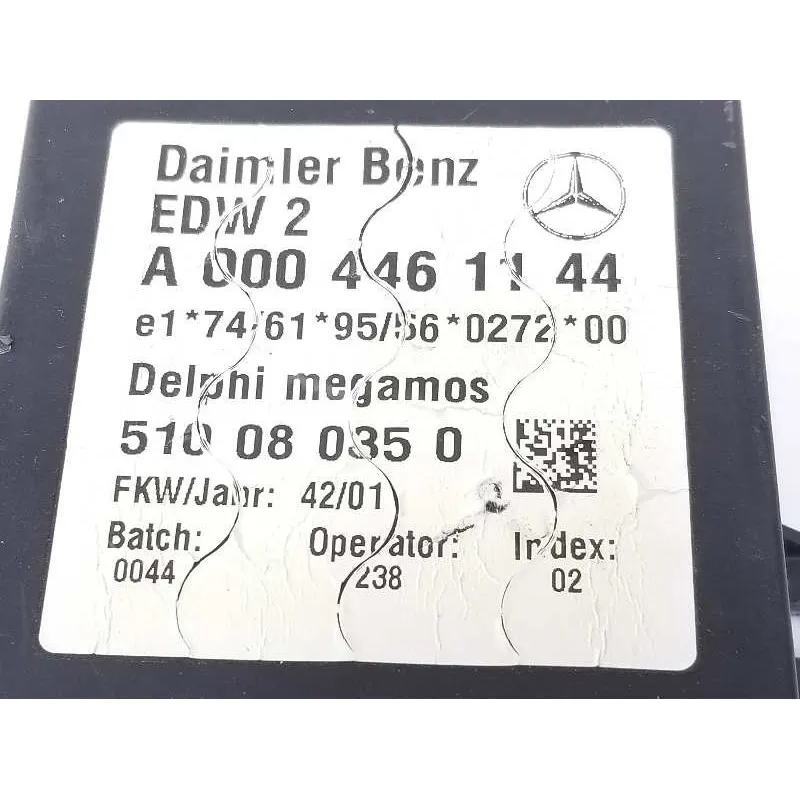 Daimler Benz
EDW 2
A 000 446 11 44
e1*74/61*95/56*0272*00
Delphi megamos
510 08 035 0
FKW/Jahr: 42/01
Batch: Operator: Index:
0044 238 02